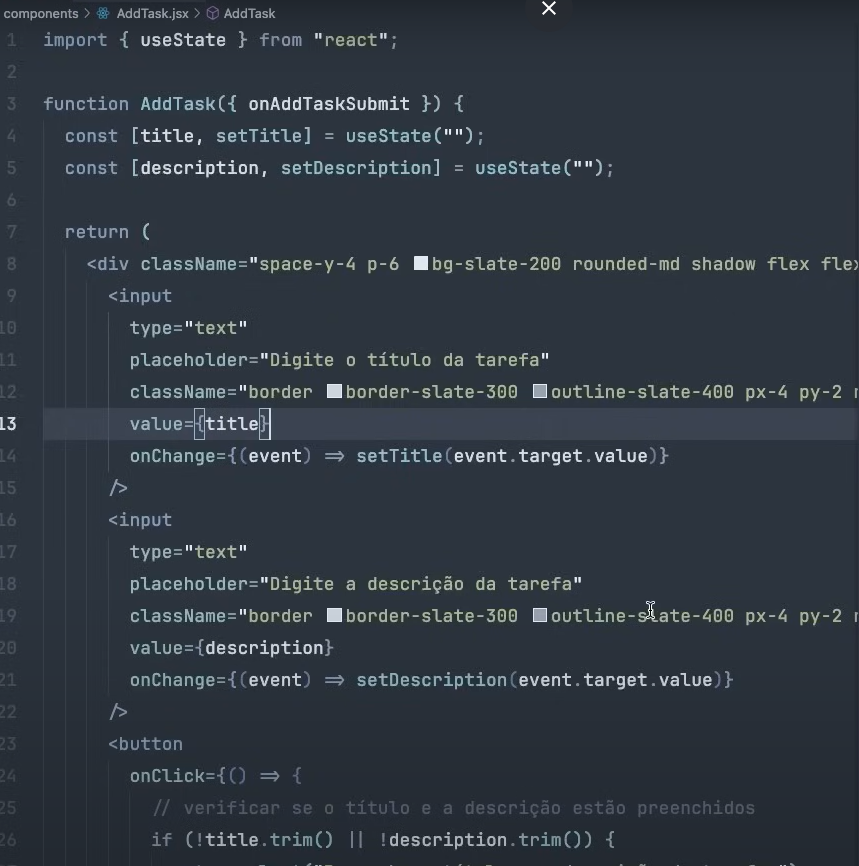 components > AddTask.jsx > AddTask
1 import { useState } from "react";
2
3 function AddTask({ onAddTaskSubmit }) {
4 const [title, setTitle] = useState("");
5 const [description, setDescription] = useState("");
6
7 return (
8 <div className="space-y-4 p-6 bg-slate-200 rounded-md shadow flex flex
9 <input
10 type="text"
11 placeholder="Digite o título da tarefa"
12 className="border border-slate-300 outline-slate-400 px-4 py-2
13 value={title}
14 onChange={(event) => setTitle(event.target.value)}
15 />
16 <input
17 type="text"
18 placeholder="Digite a descrição da tarefa"
19 className="border border-slate-300 outline-slate-400 px-4 py-2
20 value={description}
21 onChange={(event) => setDescription(event.target.value)}
22 />
23 <button
24 onClick={() => {
25 // verificar se o título e a descrição estão preenchidos
26 if (!title.trim() || !description.trim()) {